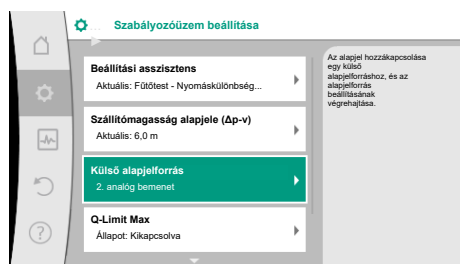 Szabályozóüzem beállítása
Beállítási asszisztens
Aktuális: Fűtőtest - Nyomáskülönbség...
Szállítómagasság alapjele (Δp-v)
Aktuális: 6,0 m
Külső alapjelforrás
2. analóg bemenet
Q-Limit Max
Állapot: Kikapcsolva
Az alapjel hozzákapcsolása
egy külső
alapjelforráshoz, és az
alapjelforrás
beállításának
végrehajtása.